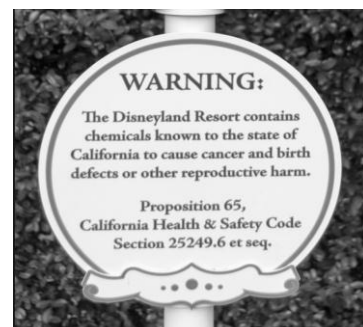 WARNING:
The Disneyland Resort contains
chemicals known to the state of
California to cause cancer and birth
defects or other reproductive harm.
Proposition 65,
California Health & Safety Code
Section 25249.6 et seq.